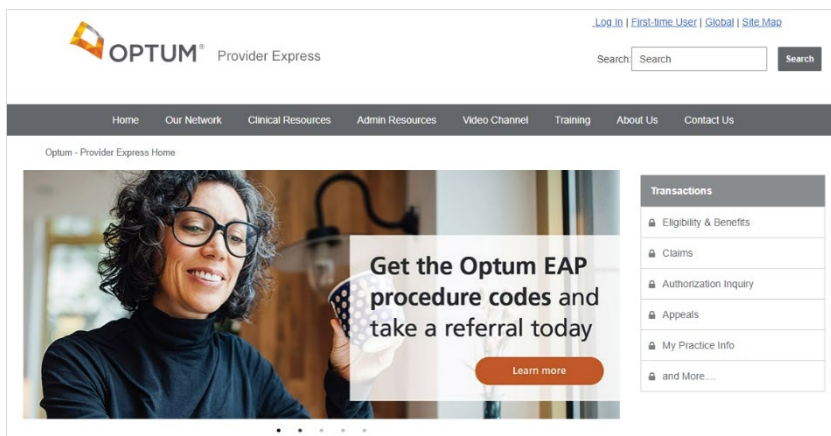 Log In | First-time User | Global | Site Map
OPTUM® Provider Express
Search: Search Search
Home Our Network Clinical Resources Admin Resources Video Channel Training About Us Contact Us
Optum - Provider Express Home
Get the Optum EAP
procedure codes and
take a referral today
Learn more
Transactions
Eligibility & Benefits
Claims
Authorization Inquiry
Appeals
My Practice Info
and More....